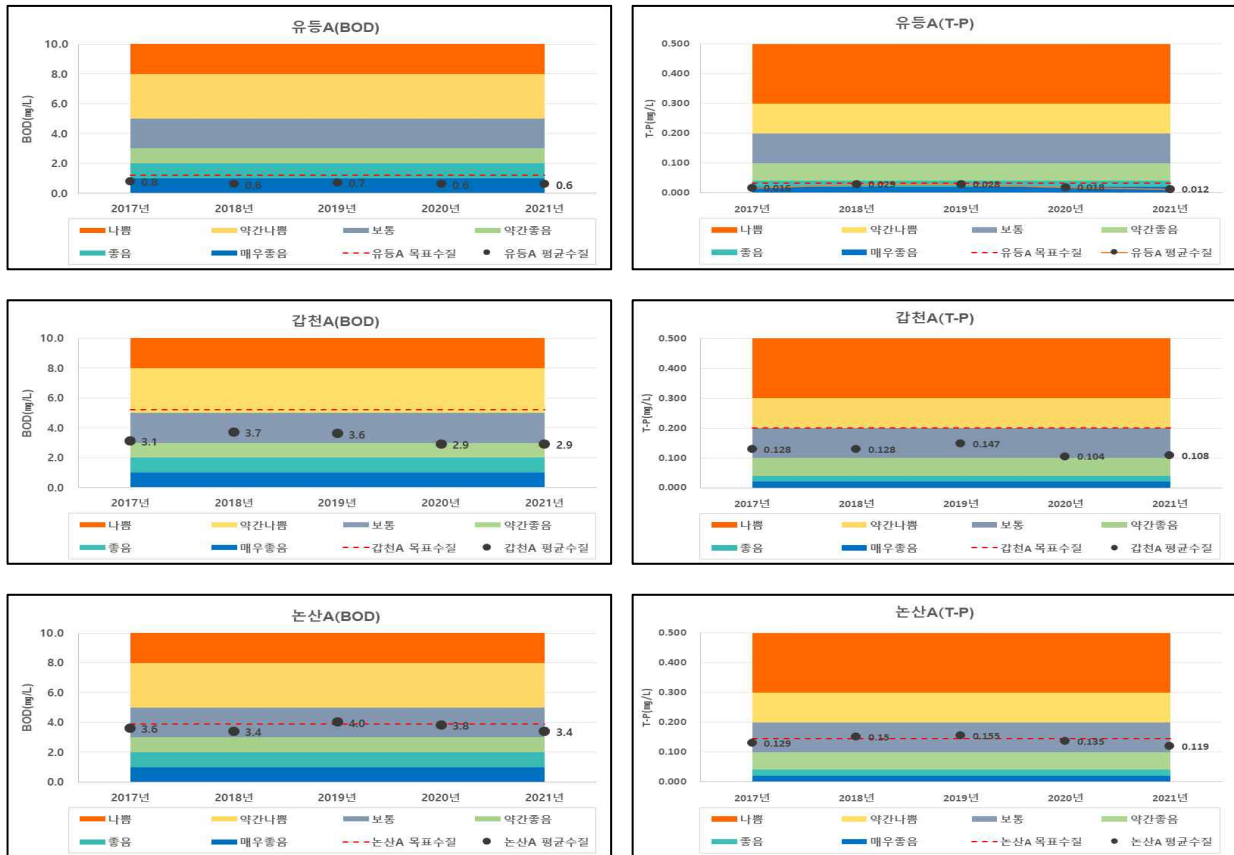 유등A(BOD)
BOD(㎎/L)
10.0
8.0
6.0
4.0
2.0
0.0
0.8
0.6
0.7
0.6
0.6
2017년 2018년 2019년 2020년 2021년
나쁨 약간나쁨 보통 약간좋음
좋음 매우좋음 유등A 목표수질 유등A 평균수질
유등A(T-P)
T-P(㎎/L)
0.500
0.400
0.300
0.200
0.100
0.000
0.016
0.029
0.028
0.018
0.012
2017년 2018년 2019년 2020년 2021년
나쁨 약간나쁨 보통 약간좋음
좋음 매우좋음 유등A 목표수질 유등A 평균수질
갑천A(BOD)
BOD(㎎/L)
10.0
8.0
6.0
4.0
2.0
0.0
3.1
3.7
3.6
2.9
2.9
2017년 2018년 2019년 2020년 2021년
나쁨 약간나쁨 보통 약간좋음
좋음 매우좋음 갑천A 목표수질 갑천A 평균수질
갑천A(T-P)
T-P(㎎/L)
0.500
0.400
0.300
0.200
0.100
0.000
0.128
0.128
0.147
0.104
0.108
2017년 2018년 2019년 2020년 2021년
나쁨 약간나쁨 보통 약간좋음
좋음 매우좋음 갑천A 목표수질 갑천A 평균수질
논산A(BOD)
BOD(㎎/L)
10.0
8.0
6.0
4.0
2.0
0.0
3.6
3.4
4.0
3.8
3.4
2017년 2018년 2019년 2020년 2021년
나쁨 약간나쁨 보통 약간좋음
좋음 매우좋음 논산A 목표수질 논산A 평균수질
논산A(T-P)
T-P(㎎/L)
0.500
0.400
0.300
0.200
0.100
0.000
0.129
0.15
0.155
0.135
0.119
2017년 2018년 2019년 2020년 2021년
나쁨 약간나쁨 보통 약간좋음
좋음 매우좋음 논산A 목표수질 논산A 평균수질